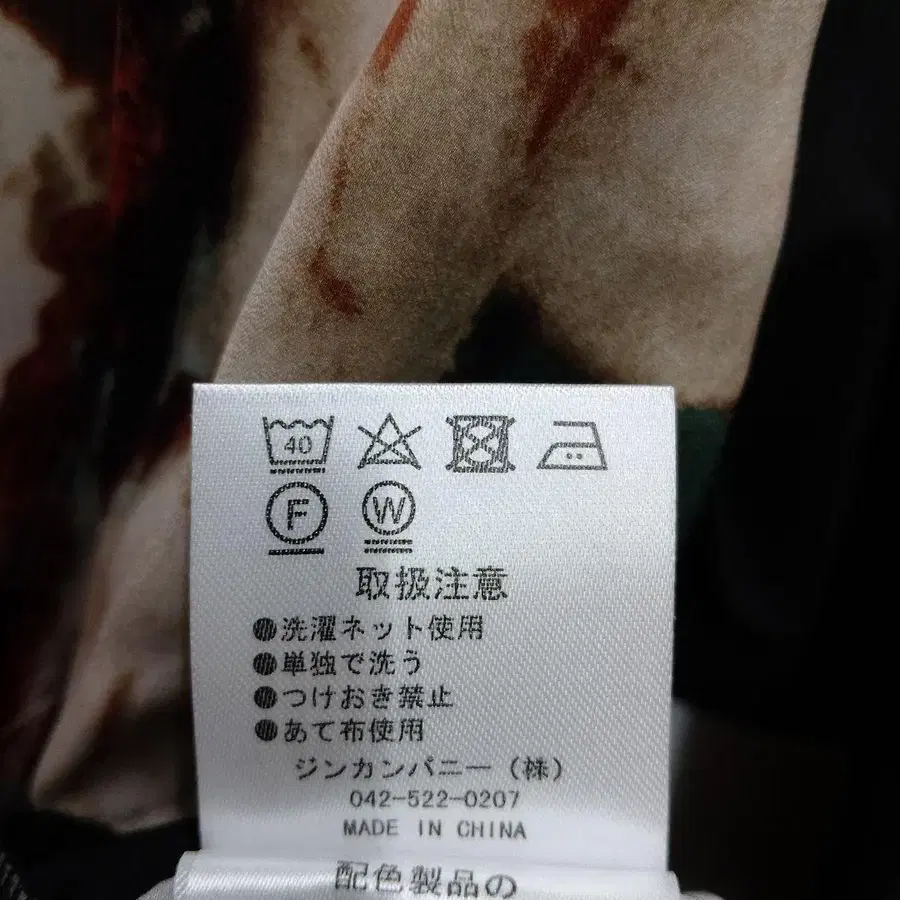 40
F W
取扱注意
●洗濯ネット使用
●単独で洗う
●つけおき禁止
●あて布使用
ジンカンパニー(株)
042-522-0207
MADE IN CHINA
配色製品の